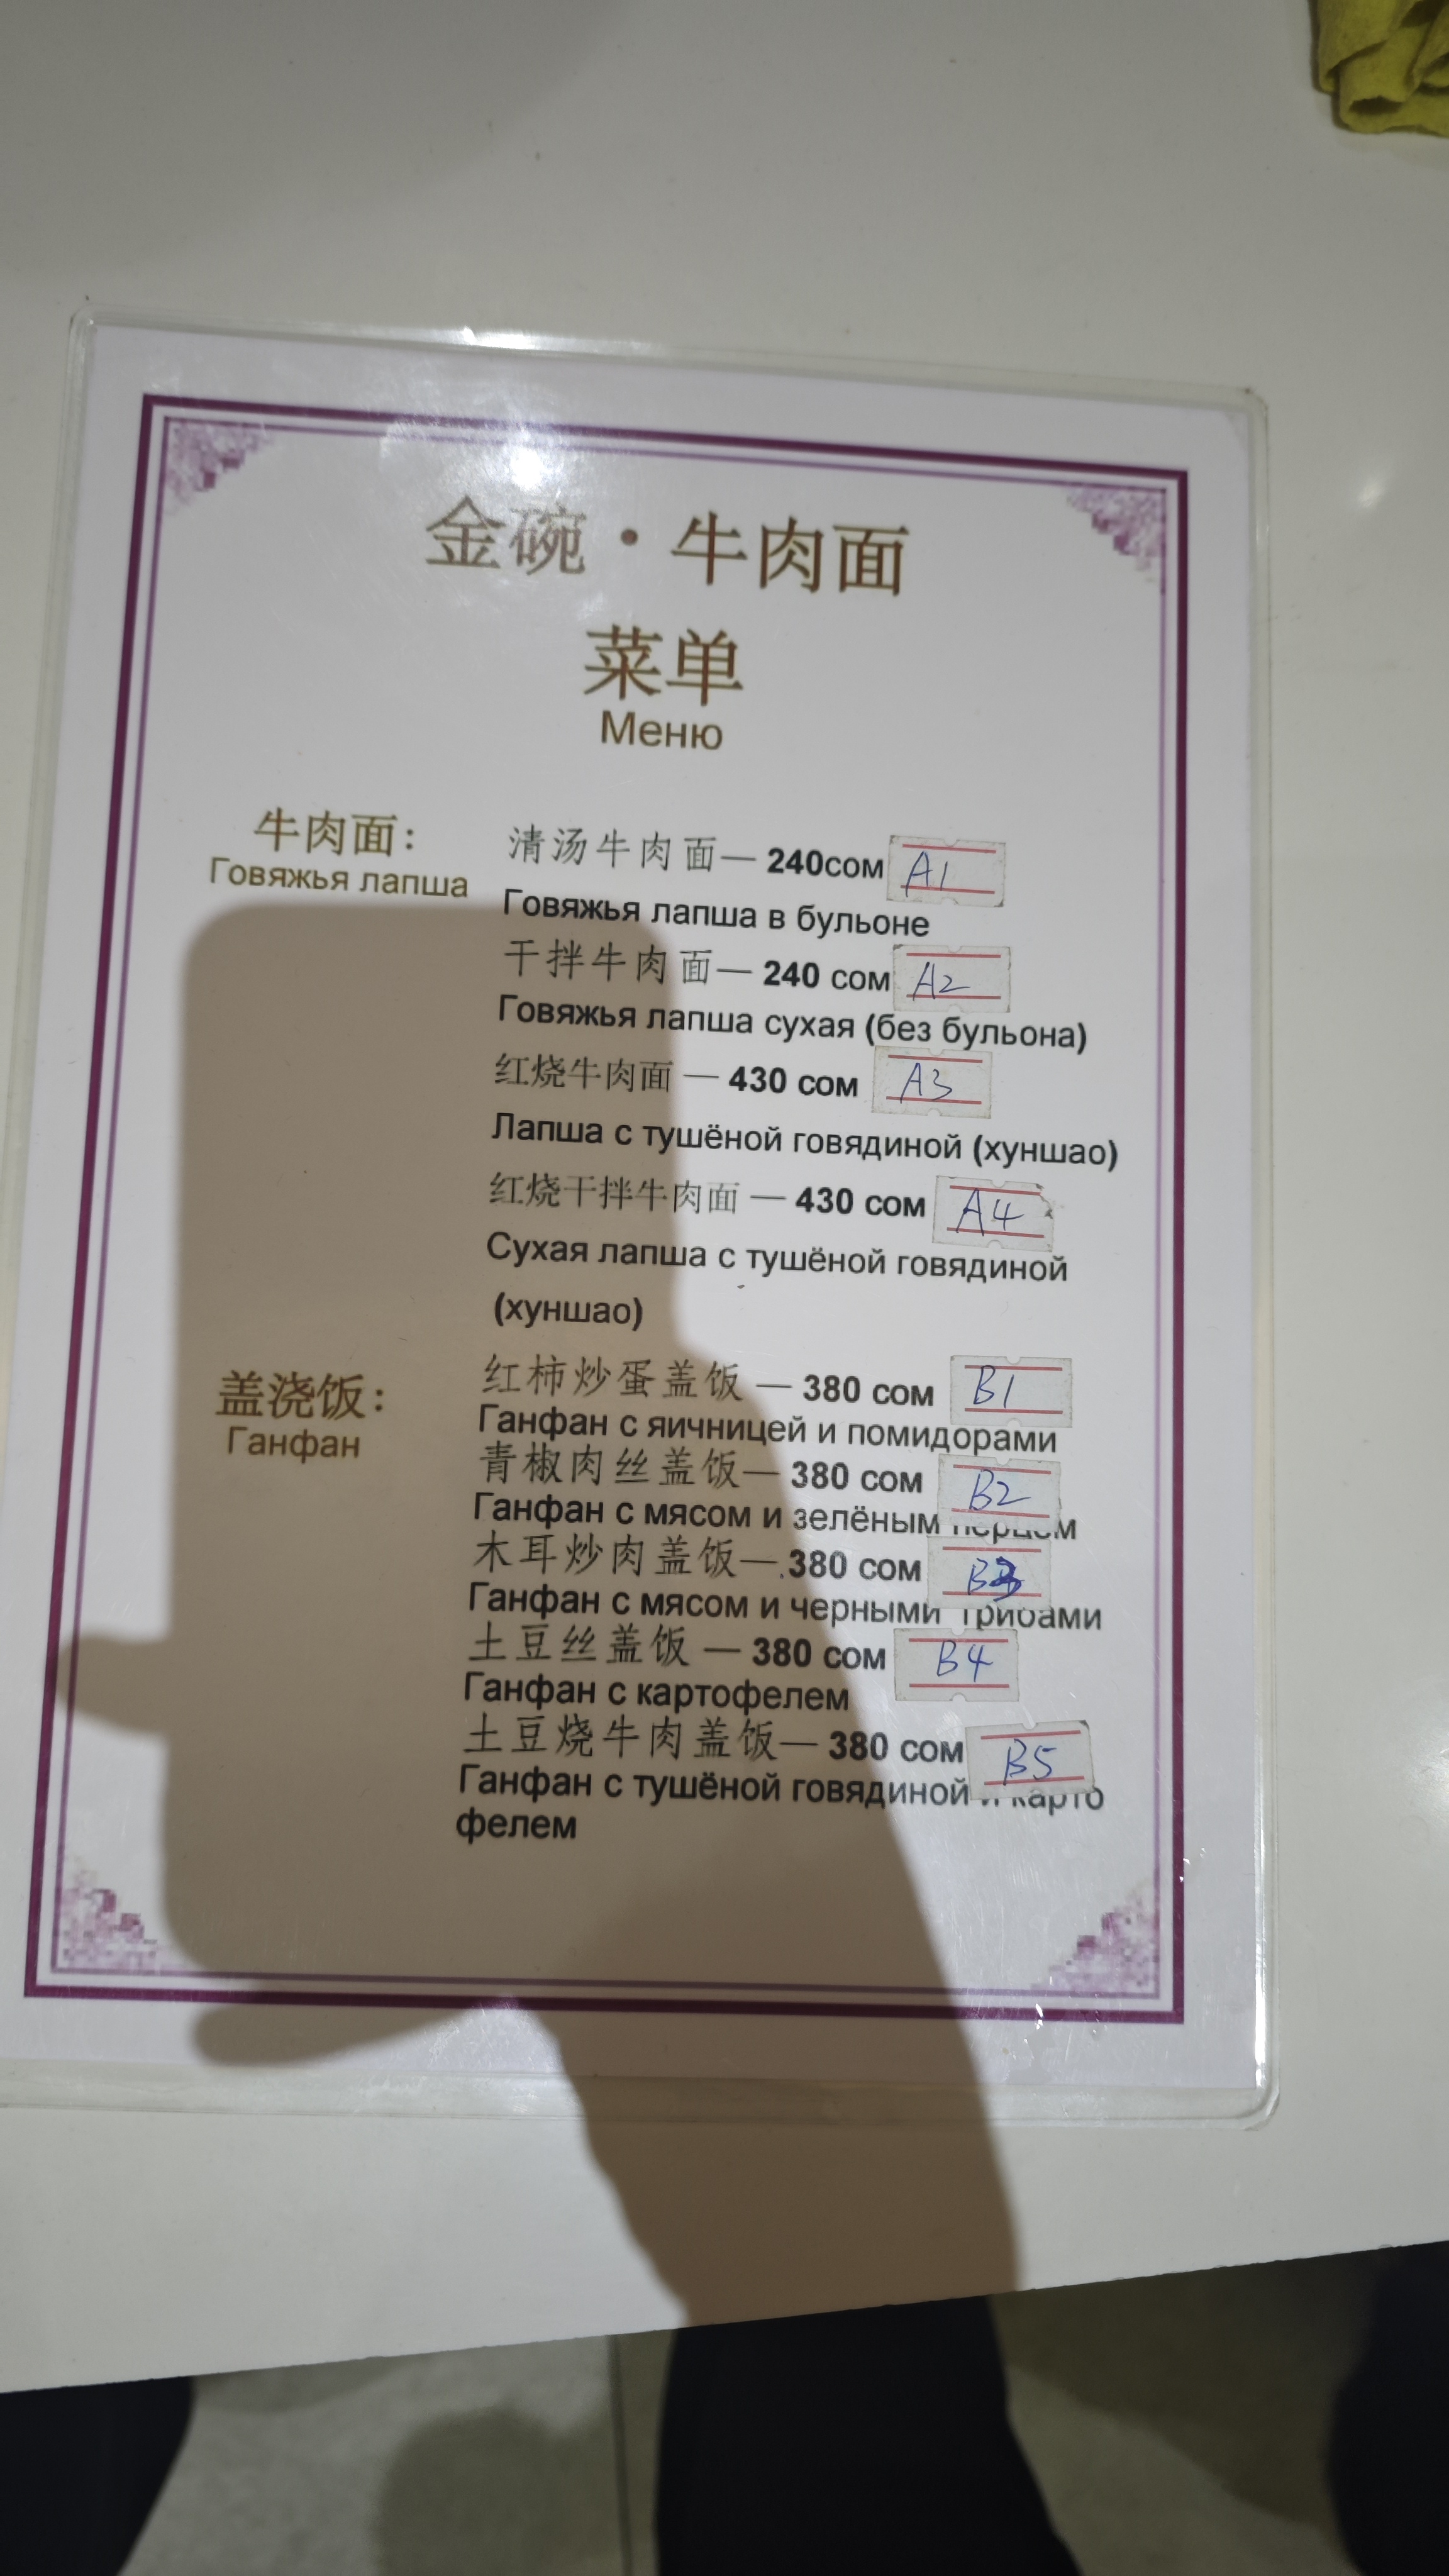 金碗·牛肉面
菜单
Меню
牛肉面：
Говяжья лапша
清汤牛肉面— 240сом A1
Говяжья лапша в бульоне
干拌牛肉面— 240 сом A2
Говяжья лапша сухая (без бульона)
红烧牛肉面 — 430 сом A3
Лапша с тушёной говядиной (хуншао)
红烧干拌牛肉面 — 430 сом A4
Сухая лапша с тушёной говядиной
(хуншао)
盖浇饭：
Ганфан
红柿炒蛋盖饭 — 380 сом B1
Ганфан с яичницей и помидорами
青椒肉丝盖饭— 380 сом B2
Ганфан с мясом и зелёным перцем
木耳炒肉盖饭— 380 сом B3
Ганфан с мясом и черными грибами
土豆丝盖饭 — 380 сом B4
Ганфан с картофелем
土豆烧牛肉盖饭— 380 сом B5
Ганфан с тушёной говядиной и карто
фелем